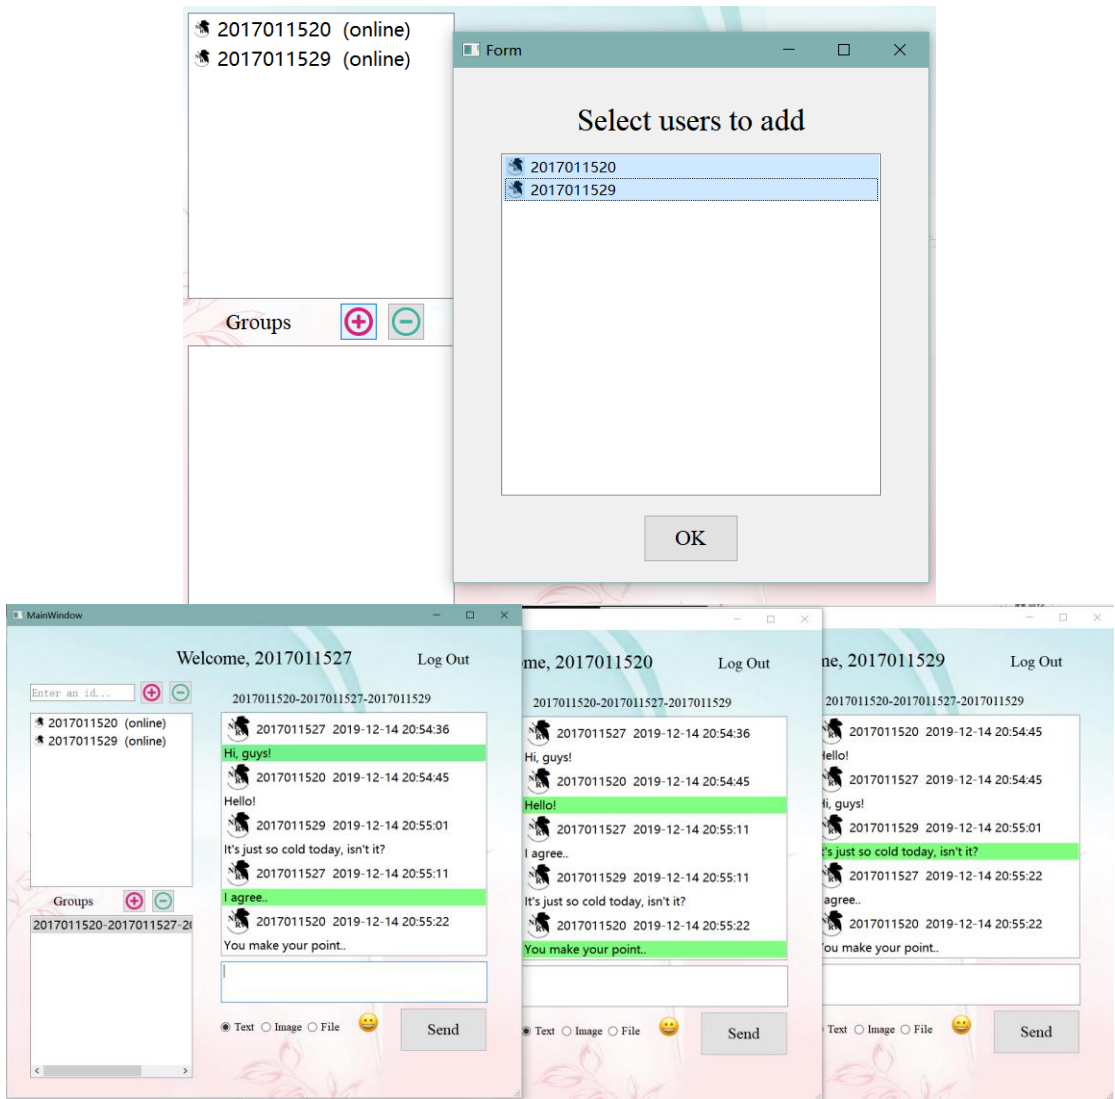 2017011520 (online)
2017011529 (online)
Form
Select users to add
2017011520
2017011529
Groups
OK
MainWindow
Welcome, 2017011527
Log Out
Enter an id...
2017011520-2017011527-2017011529
2017011520 (online)
2017011529 (online)
2017011527 2019-12-14 20:54:36
Hi, guys!
2017011520 2019-12-14 20:54:45
Hello!
2017011529 2019-12-14 20:55:01
It's just so cold today, isn't it?
2017011527 2019-12-14 20:55:11
I agree..
2017011520 2019-12-14 20:55:22
You make your point..
Groups
2017011520-2017011527-20
Text Image File
Send
me, 2017011520
Log Out
2017011520-2017011527-2017011529
2017011527 2019-12-14 20:54:36
Hi, guys!
2017011520 2019-12-14 20:54:45
Hello!
2017011527 2019-12-14 20:55:11
I agree..
2017011529 2019-12-14 20:55:11
It's just so cold today, isn't it?
2017011520 2019-12-14 20:55:22
You make your point..
Text Image File
Send
ne, 2017011529
Log Out
2017011520-2017011527-2017011529
2017011520 2019-12-14 20:54:45
Hello!
2017011527 2019-12-14 20:54:45
Hi, guys!
2017011529 2019-12-14 20:55:01
t's just so cold today, isn't it?
2017011527 2019-12-14 20:55:22
agree..
2017011520 2019-12-14 20:55:22
You make your point..
Text Image File
Send